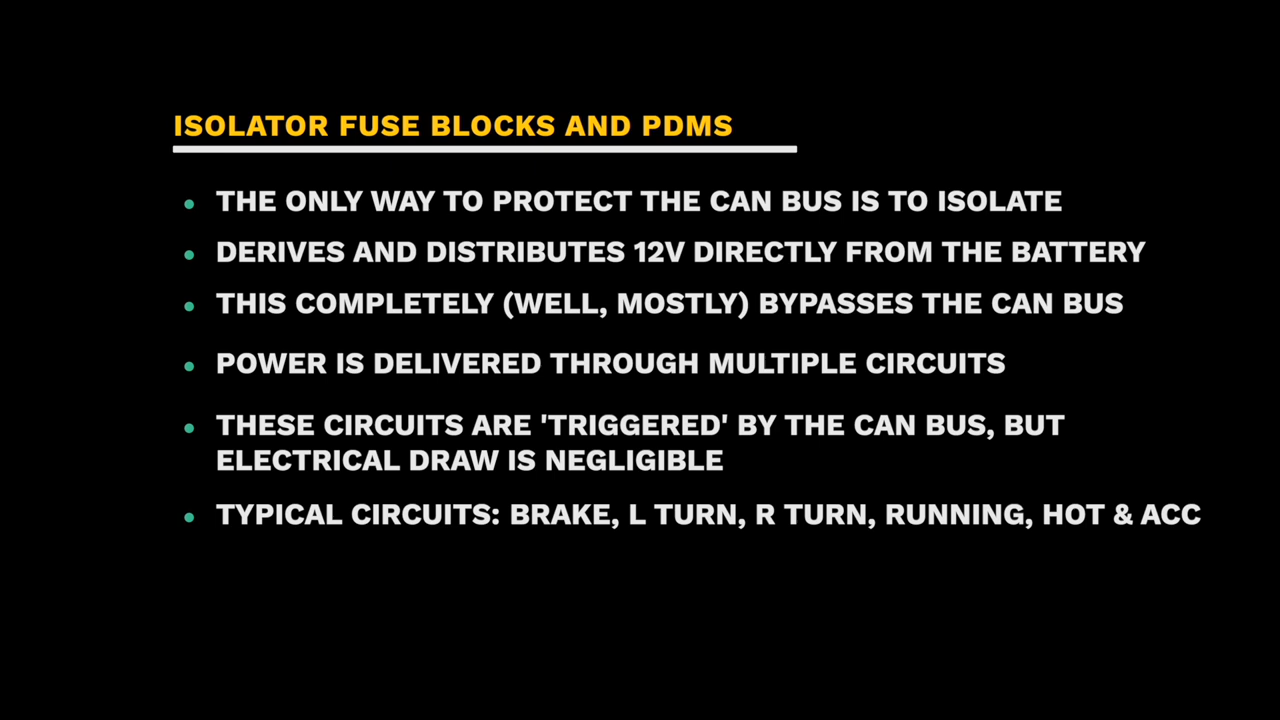 ISOLATOR FUSE BLOCKS AND PDMS
THE ONLY WAY TO PROTECT THE CAN BUS IS TO ISOLATE
DERIVES AND DISTRIBUTES 12V DIRECTLY FROM THE BATTERY
THIS COMPLETELY (WELL, MOSTLY) BYPASSES THE CAN BUS
POWER IS DELIVERED THROUGH MULTIPLE CIRCUITS
THESE CIRCUITS ARE 'TRIGGERED' BY THE CAN BUS, BUT
ELECTRICAL DRAW IS NEGLIGIBLE
TYPICAL CIRCUITS: BRAKE, L TURN, R TURN, RUNNING, HOT & ACC